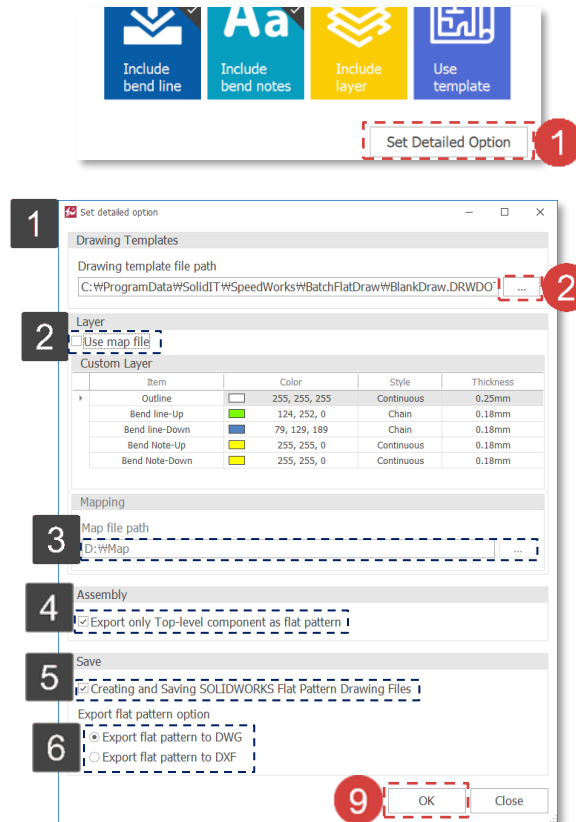 Aa
Include bend line
Include bend notes
Include layer
Use template
Set Detailed Option
1
1
Set detailed option
Drawing Templates
Drawing template file path
C:₩ProgramData₩SolidIT₩SpeedWorks₩BatchFlatDraw₩BlankDraw.DRWDOT
...
2
Layer
2
Use map file
Custom Layer
Item Color Style Thickness
Outline 255, 255, 255 Continuous 0.25mm
Bend line-Up 124, 252, 0 Chain 0.18mm
Bend line-Down 79, 129, 189 Chain 0.18mm
Bend Note-Up 255, 255, 0 Continuous 0.18mm
Bend Note-Down 255, 255, 0 Continuous 0.18mm
Mapping
Map file path
3
D:₩Map
...
Assembly
4
Export only Top-level component as flat pattern
Save
5
Creating and Saving SOLIDWORKS Flat Pattern Drawing Files
Export flat pattern option
6
Export flat pattern to DWG
Export flat pattern to DXF
9
OK
Close